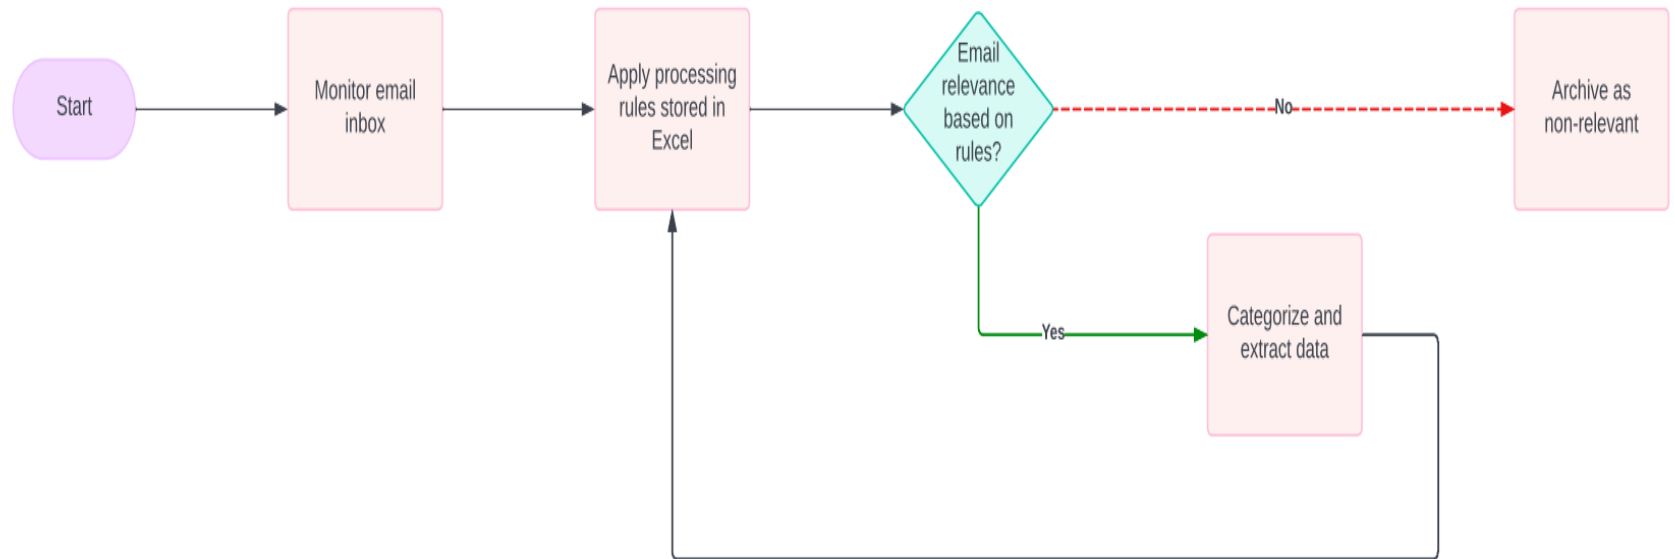 Start
Monitor email
inbox
Apply processing
rules stored in
Excel
Email
relevance
based on
rules?
No
Archive as
non-relevant
Yes
Categorize and
extract data